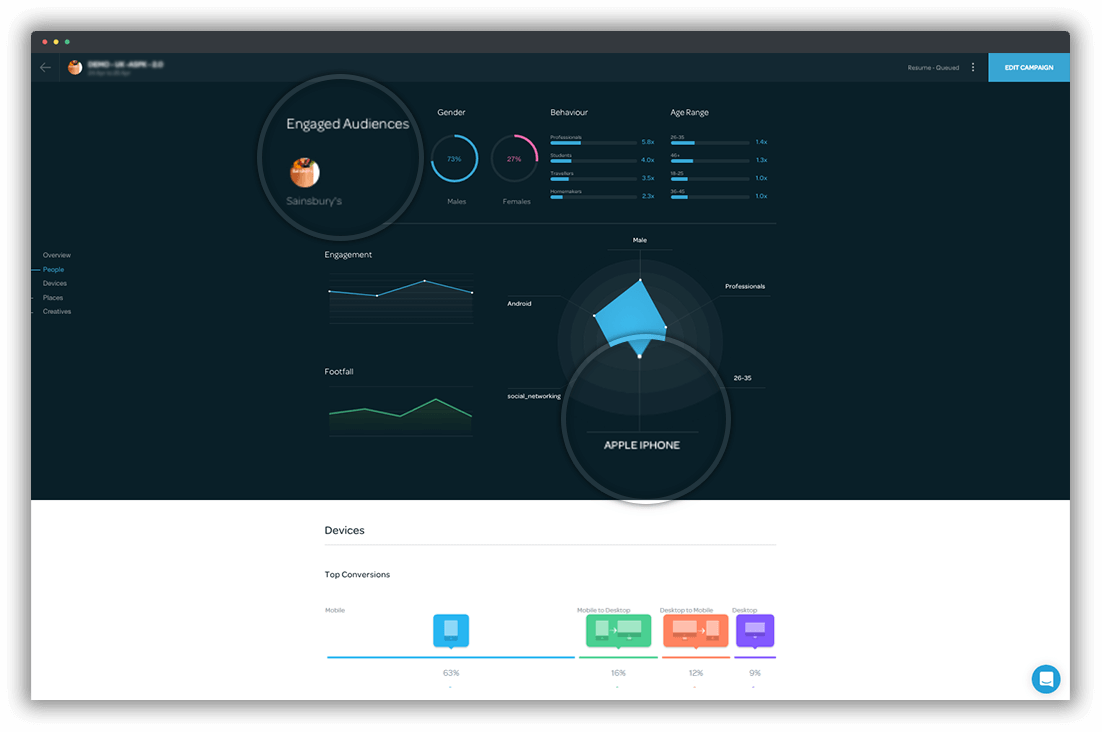 Resume - Queued
EDIT CAMPAIGN
Engaged Audiences
Sainsbury's
Gender
73%
27%
Males
Females
Behaviour
Professionals
5.8x
Students
4.0x
Travellers
3.5x
Homemakers
2.3x
Age Range
26-35
1.4x
46+
1.3x
18-25
1.0x
36-45
1.0x
Overview
People
Devices
Places
Creatives
Engagement
Footfall
Male
Professionals
Android
26-35
social_networking
APPLE IPHONE
Devices
Top Conversions
Mobile
Mobile to Desktop
Desktop to Mobile
Desktop
63%
16%
12%
9%
-
-
-
-